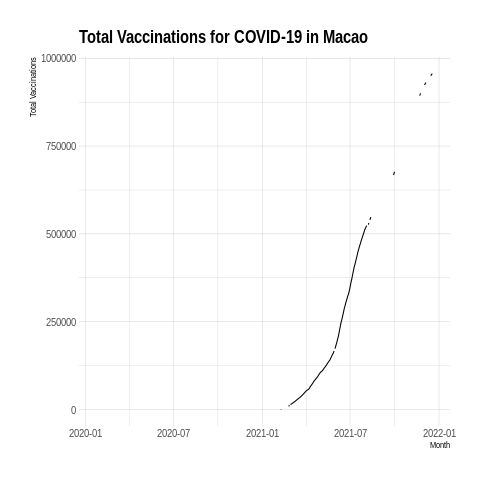 Total Vaccinations for COVID-19 in Macao
Total Vaccinations
1000000
750000
500000
250000
0
2020-01 2020-07 2021-01 2021-07 2022-01
Month